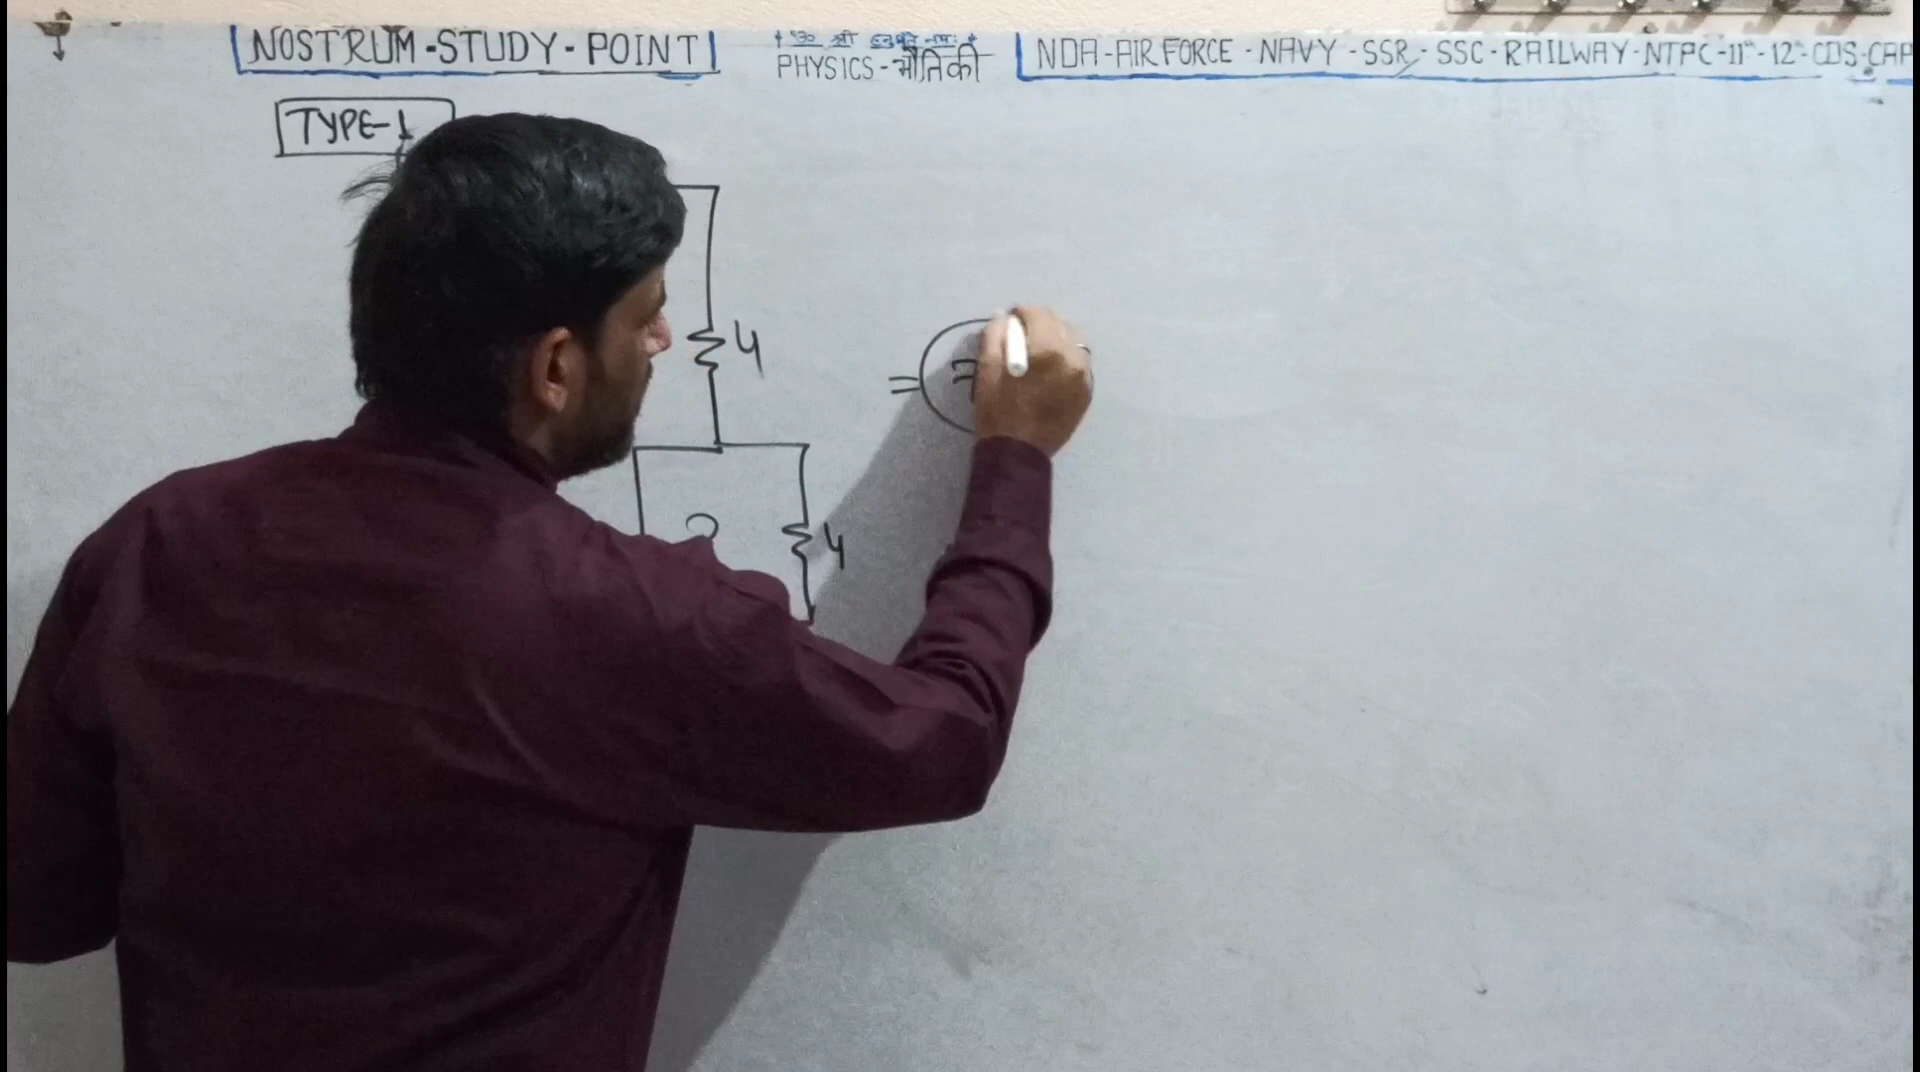 NOSTRUM-STUDY-POINT
PHYSICS-भौतिकी
NDA-AIR FORCE-NAVY-SSR-SSC-RAILWAY-NTPC-11th-12th-CDS-CAP
TYPE-1
4
4
=